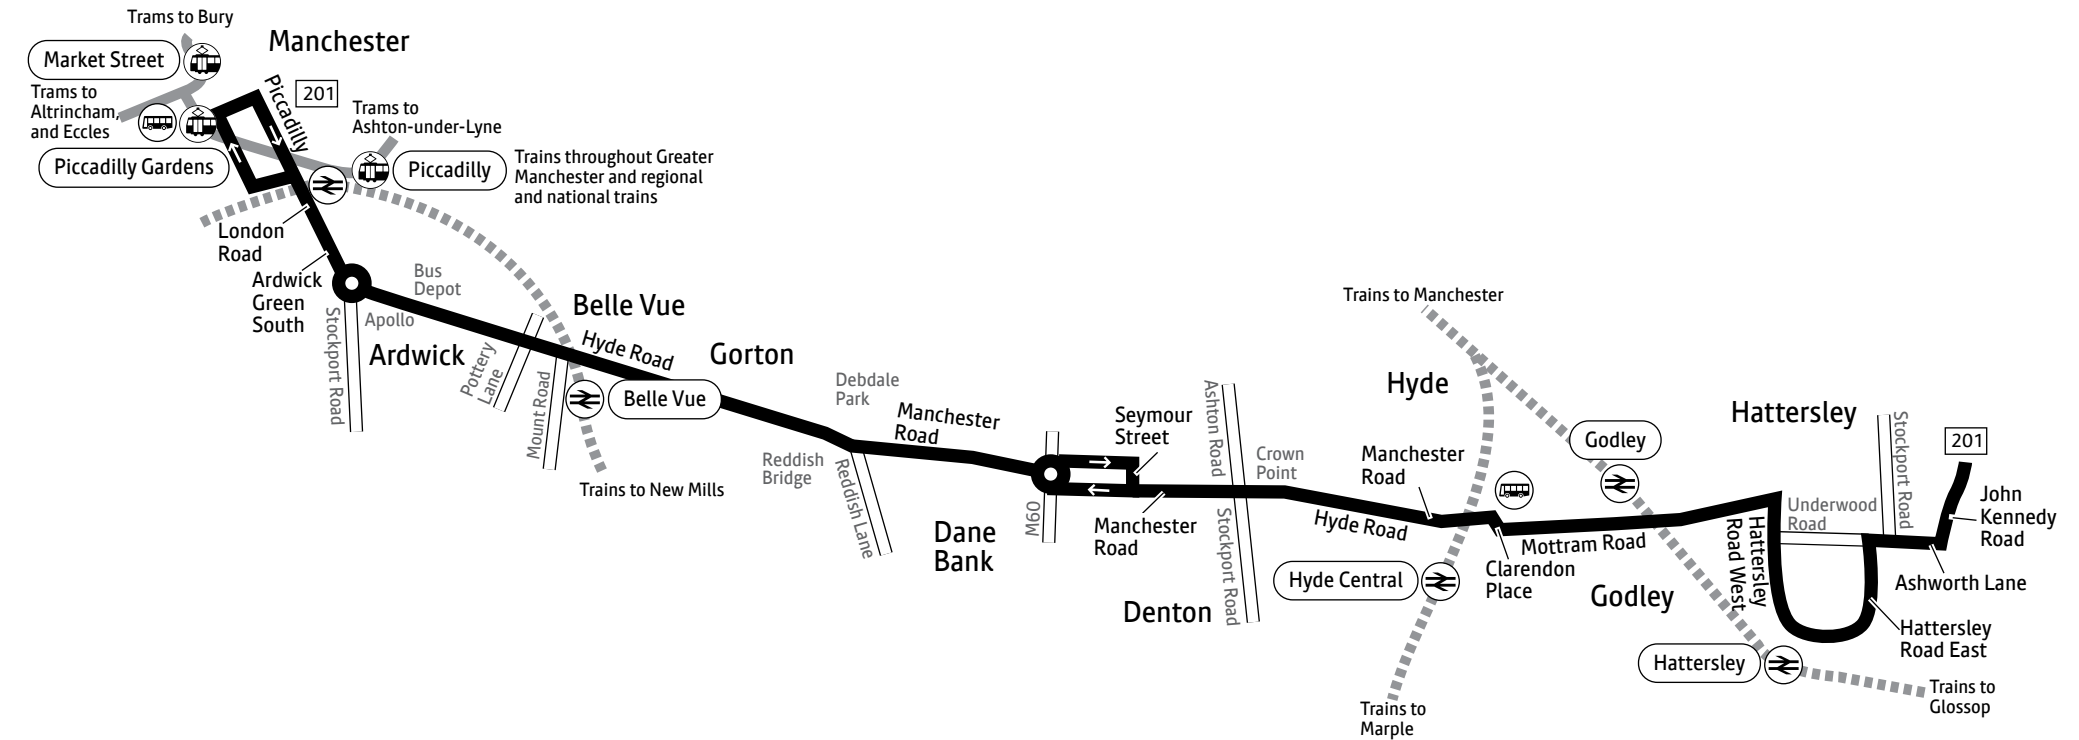 Trams to Bury
Manchester
Market Street
Piccadilly
201
Trams to
Altrincham,
and Eccles
Trams to
Ashton-under-Lyne
Piccadilly Gardens
Piccadilly
Trains throughout Greater
Manchester and regional
and national trains
London
Road
Ardwick
Green
South
Bus
Depot
Stockport Road
Apollo
Ardwick
Belle Vue
Hyde Road
Gorton
Pottery
Lane
Mount Road
Belle Vue
Trains to New Mills
Debdale
Park
Manchester
Road
Reddish
Bridge
Reddish Lane
Dane
Bank
M60
Seymour
Street
Manchester
Road
Ashton Road
Crown
Point
Stockport Road
Denton
Hyde Road
Trains to Manchester
Hyde
Manchester
Road
Hyde Central
Clarendon
Place
Mottram Road
Trains to
Marple
Godley
Godley
Hattersley
Hattersley
Road West
Underwood
Road
Stockport Road
201
John
Kennedy
Road
Ashworth Lane
Hattersley
Road East
Hattersley
Trains to
Glossop